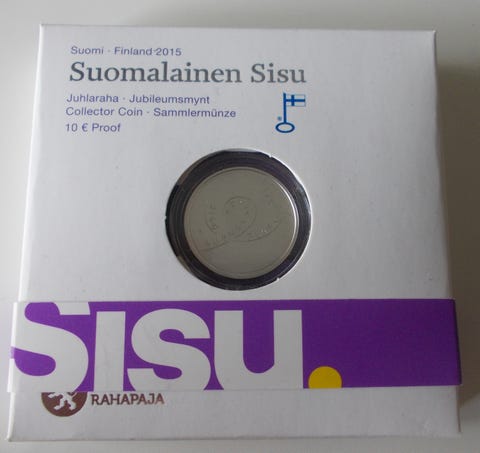 Suomi · Finland 2015
Suomalainen Sisu
Juhlaraha · Jubileumsmynt
Collector Coin · Sammlermünze
10 € Proof
Sisu.
RAHAPAJA